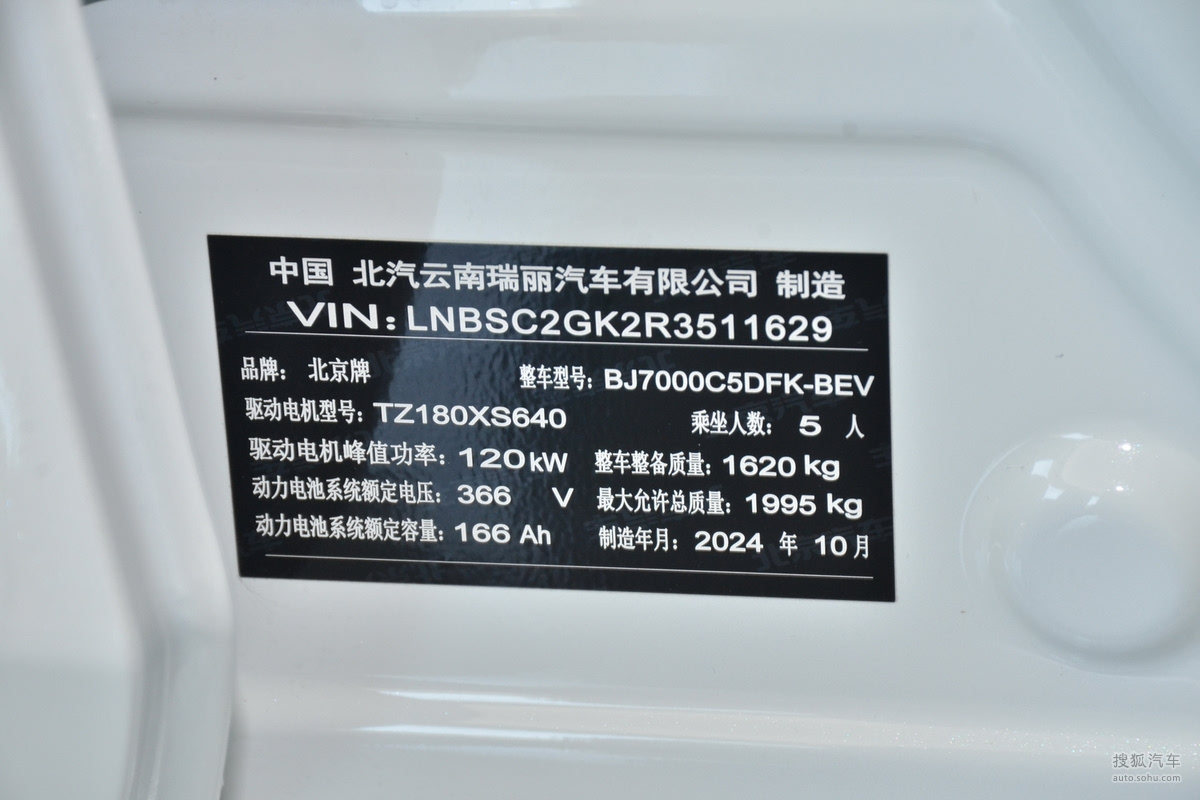 中国 北汽云南瑞丽汽车有限公司 制造
VIN: LNBSC2GK2R3511629
品牌: 北京牌 整车型号: BJ7000C5DFK-BEV
驱动电机型号: TZ180XS640 乘坐人数: 5 人
驱动电机峰值功率: 120kW 整车整备质量: 1620 kg
动力电池系统额定电压: 366 V 最大允许总质量: 1995 kg
动力电池系统额定容量: 166 Ah 制造年月: 2024 年 10月
搜狐汽车
auto.sohu.com